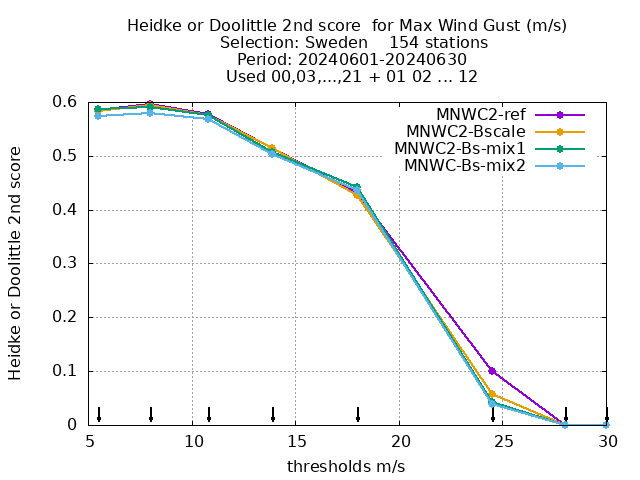 Heidke or Doolittle 2nd score  for Max Wind Gust (m/s)
Selection: Sweden    154 stations
Period: 20240601-20240630
Used 00,03,...,21 + 01 02 ... 12
MNWC2-ref
MNWC2-Bscale
MNWC2-Bs-mix1
MNWC-Bs-mix2
Heidke or Doolittle 2nd score
0.6
0.5
0.4
0.3
0.2
0.1
0
5 10 15 20 25 30
thresholds m/s